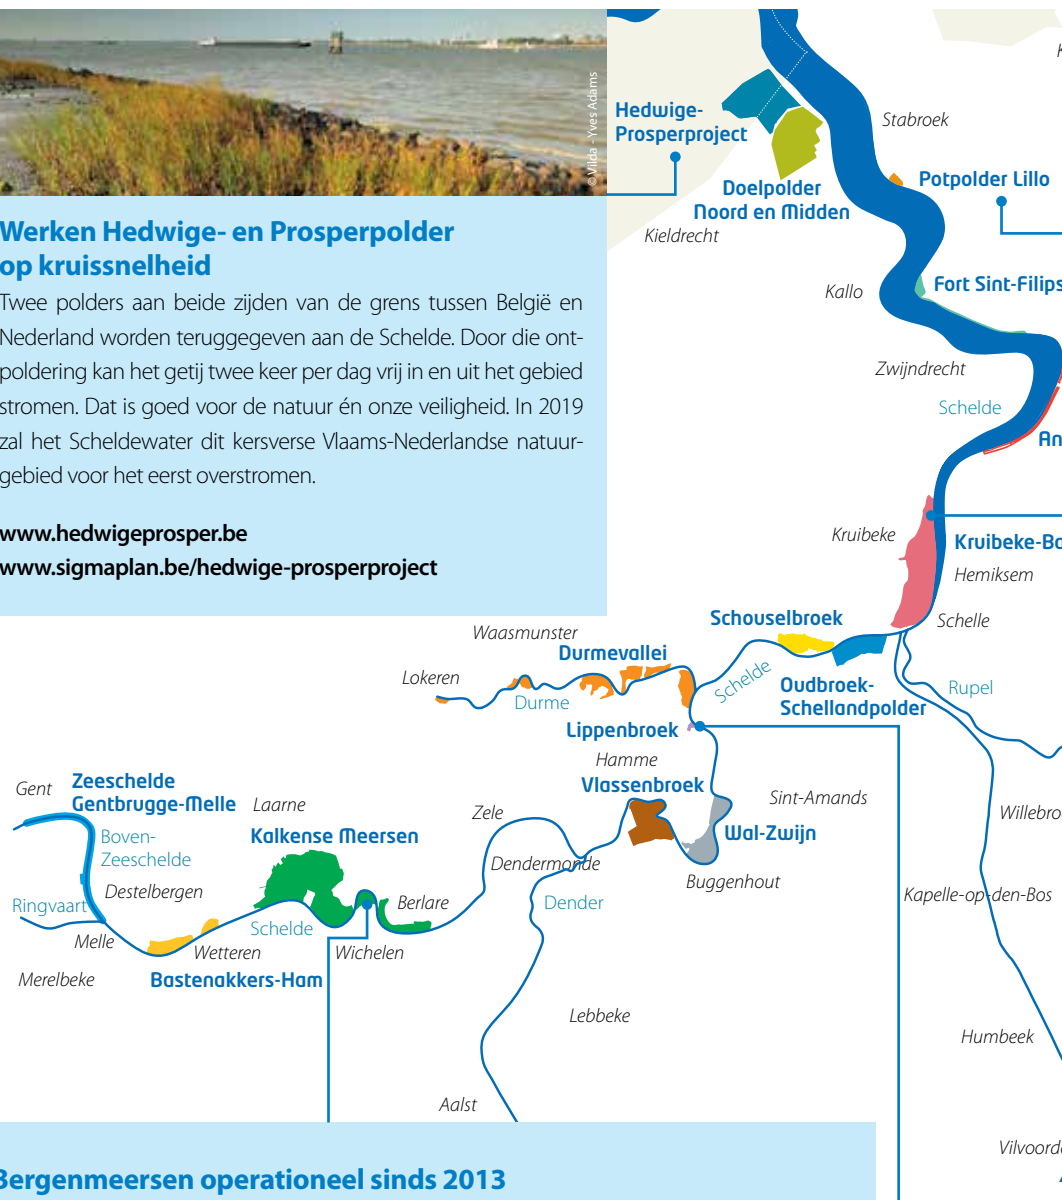 © Vilda - Yves Adams
Werken Hedwige- en Prosperpolder
op kruissnelheid
Twee polders aan beide zijden van de grens tussen België en
Nederland worden teruggegeven aan de Schelde. Door die ont-
poldering kan het getij twee keer per dag vrij in en uit het gebied
stromen. Dat is goed voor de natuur én onze veiligheid. In 2019
zal het Scheldewater dit kersverse Vlaams-Nederlandse natuur-
gebied voor het eerst overstromen.
www.hedwigeprosper.be
www.sigmaplan.be/hedwige-prosperproject
Hedwige-
Prosperproject
Stabroek
Doelpolder
Noord en Midden
Potpolder Lillo
Kieldrecht
Kallo
Fort Sint-Filips
Zwijndrecht
Schelde
An
Kruibeke
Kruibeke-Ba
Hemiksem
Schelle
Schouselbroek
Waasmunster
Durmevallei
Lokeren
Durme
Schelde
Oudbroek-
Schellandpolder
Rupel
Lippenbroek
Hamme
Vlassenbroek
Sint-Amands
Willebro
Wal-Zwijn
Gent
Zeeschelde
Gentbrugge-Melle
Laarne
Zele
Boven-
Zeeschelde
Kalkense Meersen
Dendermonde
Buggenhout
Kapelle-op-den-Bos
Destelbergen
Ringvaart
Berlare
Dender
Schelde
Melle
Wetteren
Wichelen
Merelbeke
Bastenakkers-Ham
Lebbeke
Humbeek
Aalst
Vilvoord
Bergenmeersen operationeel sinds 2013